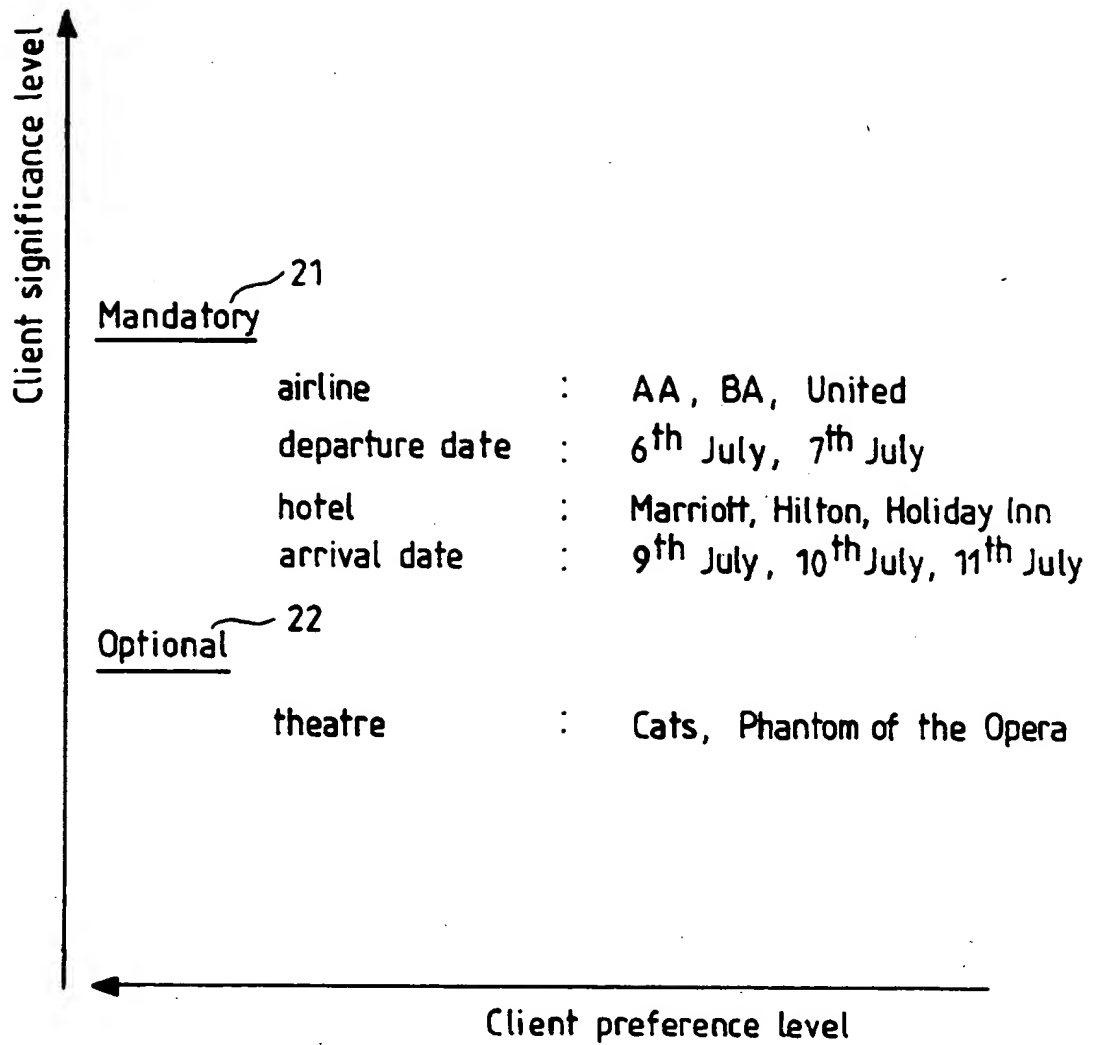 Client significance level
21
Mandatory
airline : AA, BA, United
departure date : 6th July, 7th July
hotel : Marriott, Hilton, Holiday Inn
arrival date : 9th July, 10th July, 11th July
22
Optional
theatre : Cats, Phantom of the Opera
Client preference level